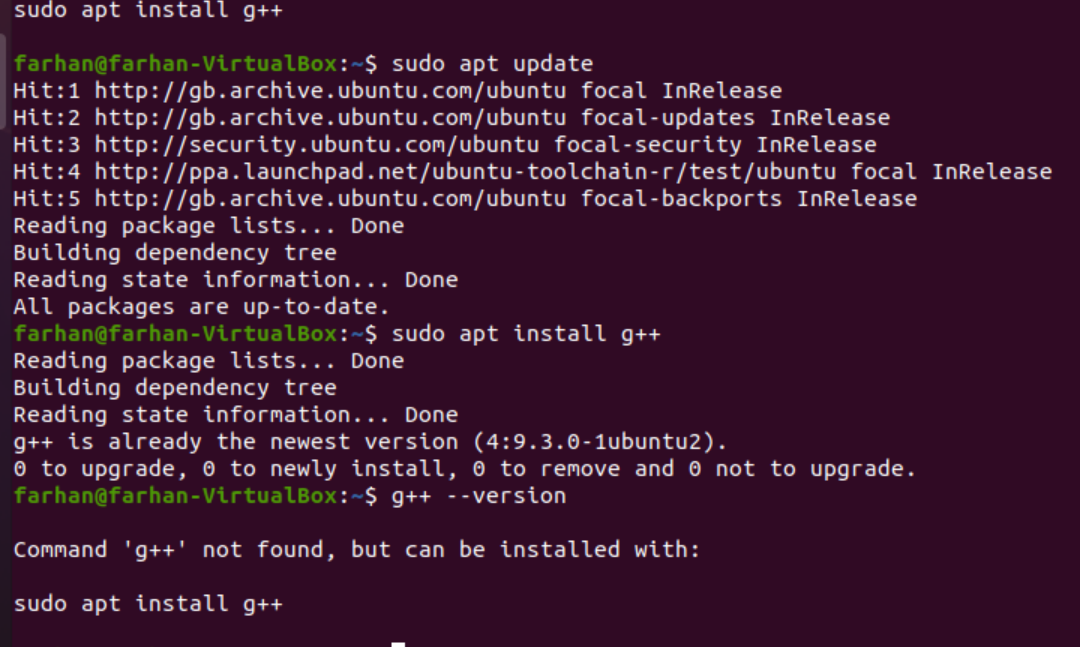 sudo apt install g++
farhan@farhan-VirtualBox:~$ sudo apt update
Hit:1 http://gb.archive.ubuntu.com/ubuntu focal InRelease
Hit:2 http://gb.archive.ubuntu.com/ubuntu focal-updates InRelease
Hit:3 http://security.ubuntu.com/ubuntu focal-security InRelease
Hit:4 http://ppa.launchpad.net/ubuntu-toolchain-r/test/ubuntu focal InRelease
Hit:5 http://gb.archive.ubuntu.com/ubuntu focal-backports InRelease
Reading package lists... Done
Building dependency tree
Reading state information... Done
All packages are up-to-date.
farhan@farhan-VirtualBox:~$ sudo apt install g++
Reading package lists... Done
Building dependency tree
Reading state information... Done
g++ is already the newest version (4:9.3.0-1ubuntu2).
0 to upgrade, 0 to newly install, 0 to remove and 0 not to upgrade.
farhan@farhan-VirtualBox:~$ g++ --version
Command 'g++' not found, but can be installed with:
sudo apt install g++